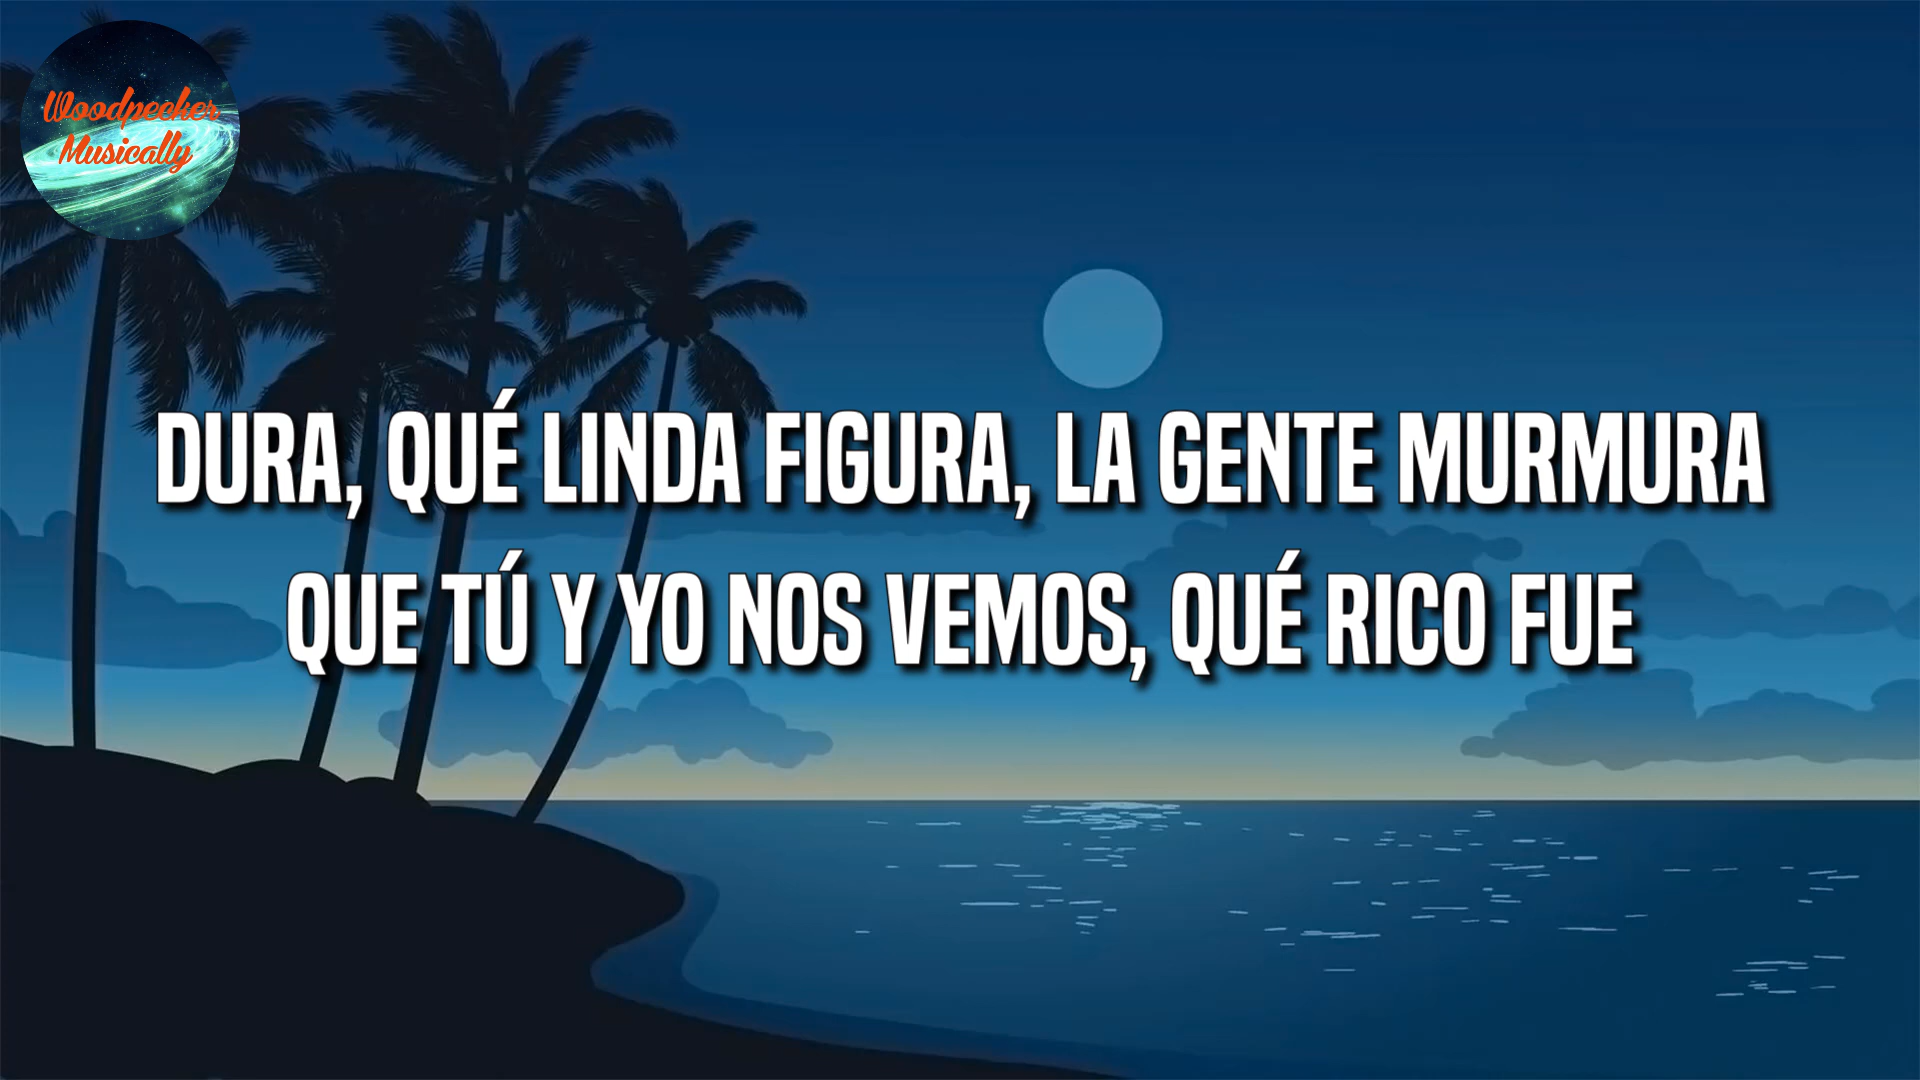 Woodpecker
Musically
DURA, QUÉ LINDA FIGURA, LA GENTE MURMURA
QUE TÚ Y YO NOS VEMOS, QUÉ RICO FUE